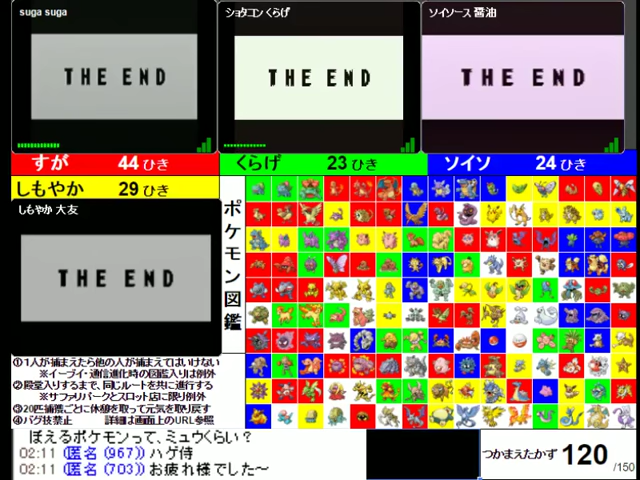 suga suga
ショタコン くらげ
ソイソース 醤油
THE END
THE END
THE END
すが 44 ひき
くらげ 23 ひき
ソイソ 24 ひき
しもやか 29 ひき
しもやか 大友
THE END
ポケモン図鑑
①1人が捕まえたら他の人が捕まえてはいけない
※イーブイ・通信進化時の図鑑入りは例外
②殿堂入りするまで、同じルートを共に進行する
※サファリパークとスロット店に限り別行
③20匹捕獲ごとに休憩を取って元気を取り戻す
④バグ技禁止 詳細は画面上のURL参照
ぼえるポケモンって、ミュウくらい？
02:11 (匿名(967)) ハゲ侍
02:11 (匿名(703)) お疲れ様でした～
つかまえたかず 120 /150